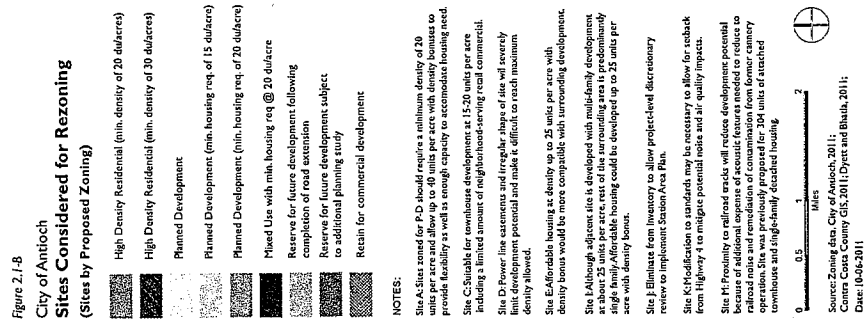 Figure 2.1-B
City of Antioch
Sites Considered for Rezoning
(Sites by Proposed Zoning)
High Density Residential (min. density of 20 du/acres)
High Density Residential (min. density of 30 du/acres)
Planned Development
Planned Development (min. housing req. of 15 du/acre)
Planned Development (min. housing req. of 20 du/acre)
Mixed Use with min. housing req @ 20 du/acre
Reserve for future development following
completion of road extension
Reserve for future development subject
to additional planning study
Retain for commercial development
NOTES:
Site A: Sites zoned for P-D should require a minimum density of 20
units per acre and allow up to 40 units per acre with density bonuses to
provide flexibility as well as enough capacity to accommodate housing need.
Site C: Suitable for townhouse development at 15-20 units per acre
including a limited amount of neighborhood-serving retail commercial.
Site D: Power line easements and irregular shape of site will severly
limit development potential and make it difficult to reach maximum
density allowed.
Site E: Affordable housing at density up to 25 units per acre with
density bonus would be more compatible with surrounding development.
Site I: Although adjacent site is developed with multi-family development
at about 25 units per acre, rest of the surrounding area is predominantly
single family. Affordable housing could be developed up to 25 units per
acre with density bonus.
Site J: Eliminate from inventory to allow project-level discretionary
review to implement Station Area Plan.
Site K: Modification to standards may be necessary to allow for setback
from Highway 4 to mitigate potential noise and air quality impacts.
Site M: Proximity to railroad tracks will reduce development potential
because of additional expense of acoustic features needed to reduce to
railroad noise and remediation of contamination from former cannery
operation. Site was previously proposed for 104 units of attached
townhouse and single-family detached housing.
0 0.5 1 2
Miles
Source: Zoning data, City of Antioch, 2011;
Contra Costa County GIS, 2011; Dyett and Bhatia, 2011;
Date: 10-06-2011